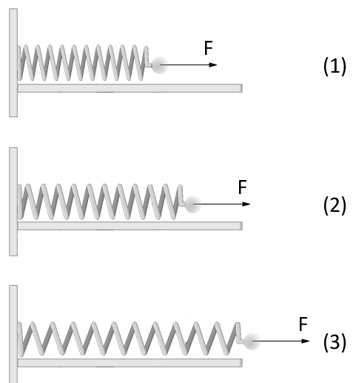 F (1)
F (2)
F (3)